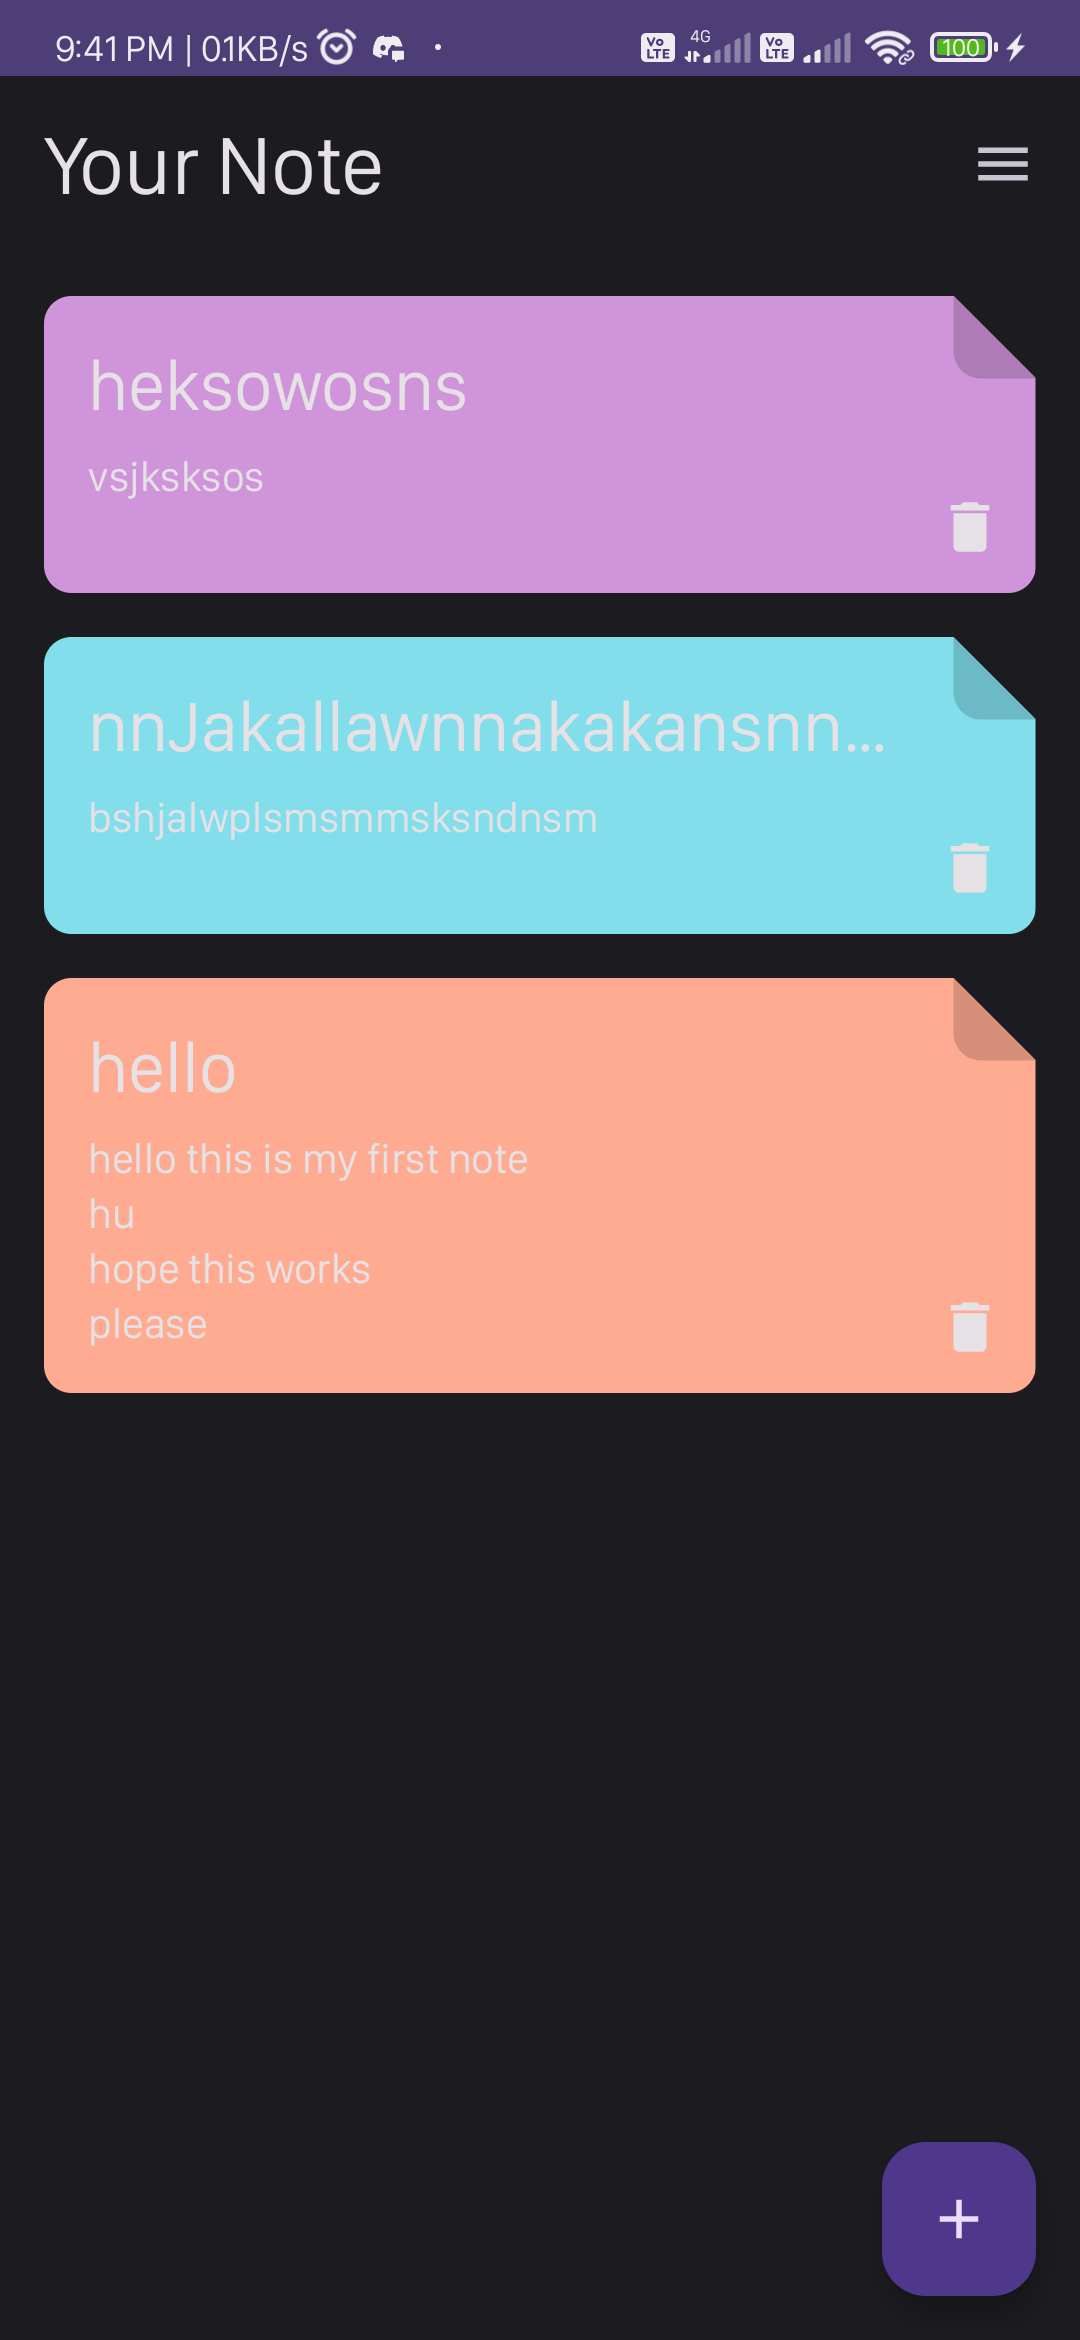 9:41 PM | 0.1KB/s
Vo LTE 4G Vo LTE 100
Your Note
heksowosns
vsjksksos
nnJakallawnnakakansnn...
bshjalwplsmsmmsksndnsm
hello
hello this is my first note
hu
hope this works
please